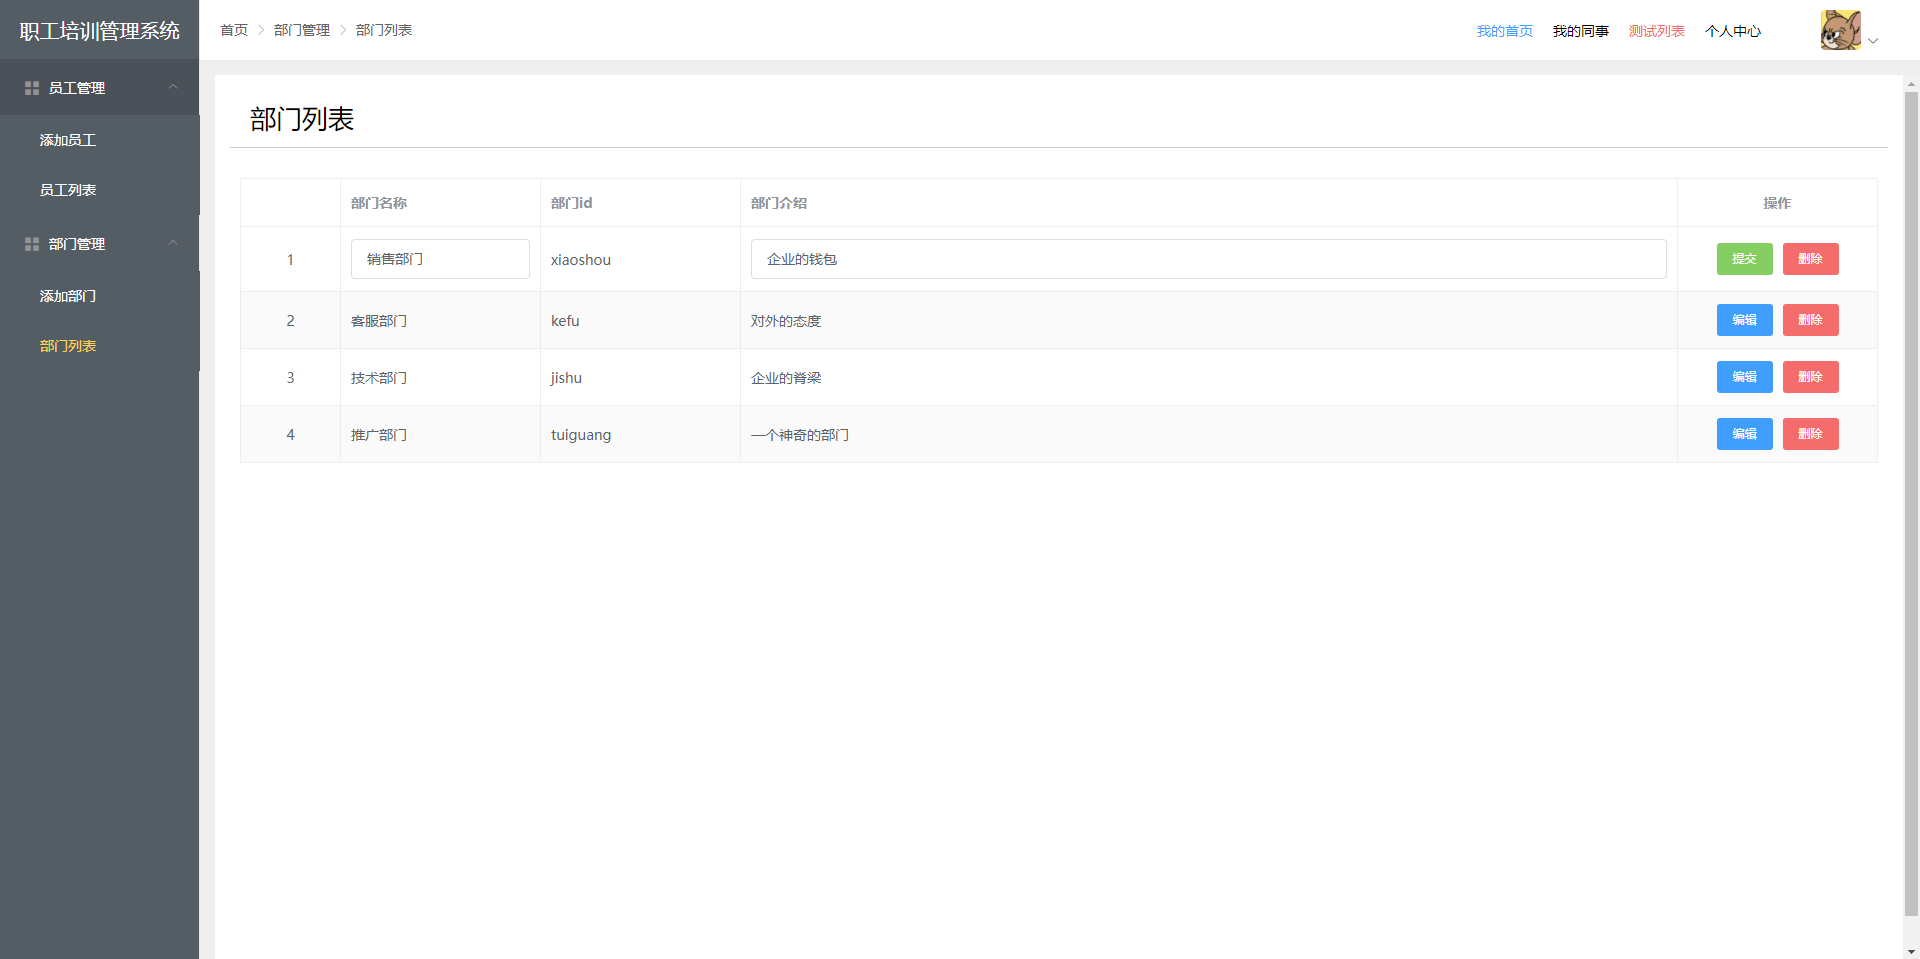 职工培训管理系统
首页 部门管理 部门列表
我的首页 我的同事 测试列表 个人中心
员工管理
添加员工
员工列表
部门管理
添加部门
部门列表
部门列表
部门名称 部门id 部门介绍 操作
1 销售部门 xiaoshou 企业的钱包 提交 删除
2 客服部门 kefu 对外的态度 编辑 删除
3 技术部门 jishu 企业的脊梁 编辑 删除
4 推广部门 tuiguang 一个神奇的部门 编辑 删除